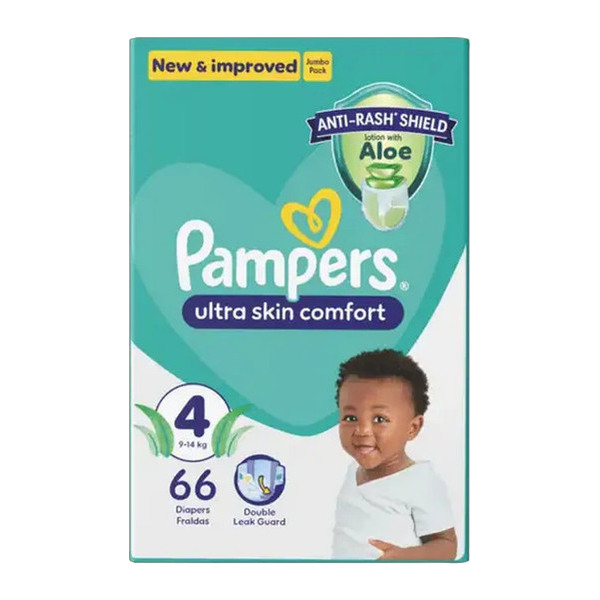 New & improved
Jumbo
Pack
ANTI-RASH* SHIELD
lotion with
Aloe
Pampers®
ultra skin comfort
4
9-14 kg
66
Diapers
Fraldas
Double
Leak Guard